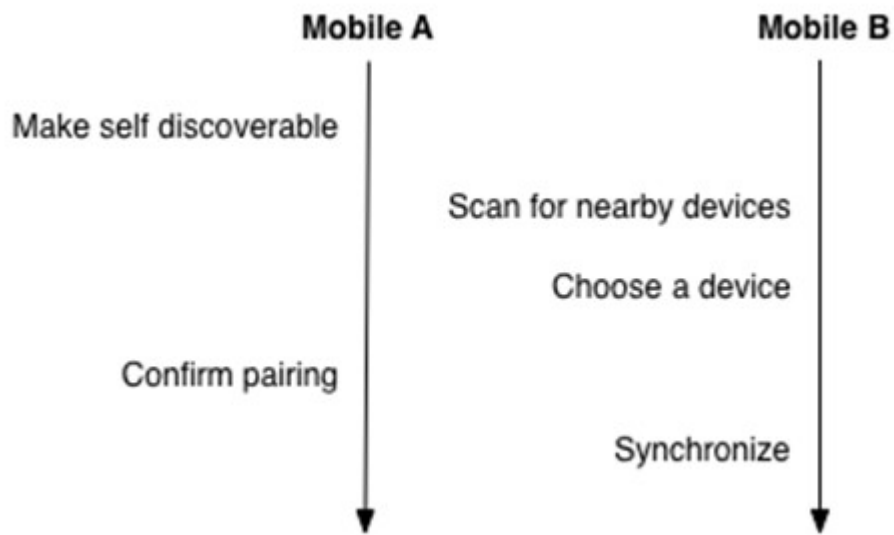 Mobile A
Mobile B
Make self discoverable
Scan for nearby devices
Choose a device
Confirm pairing
Synchronize